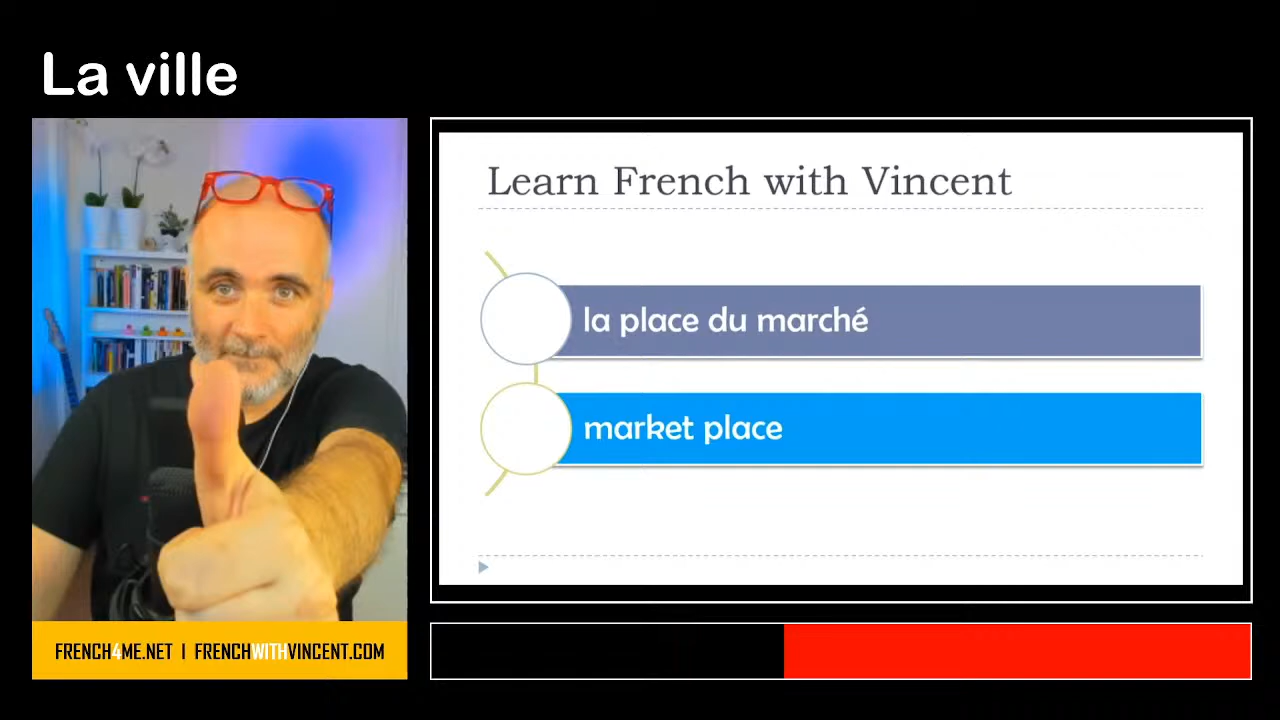 La ville
Learn French with Vincent
la place du marché
market place
FRENCH4ME.NET | FRENCHWITHVINCENT.COM